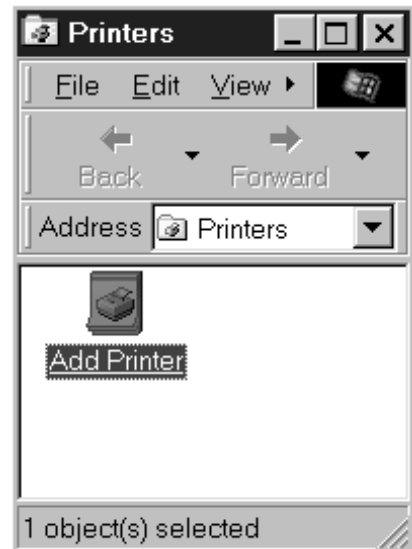 Printers
File Edit View
Back Forward
Address Printers
Add Printer
1 object(s) selected